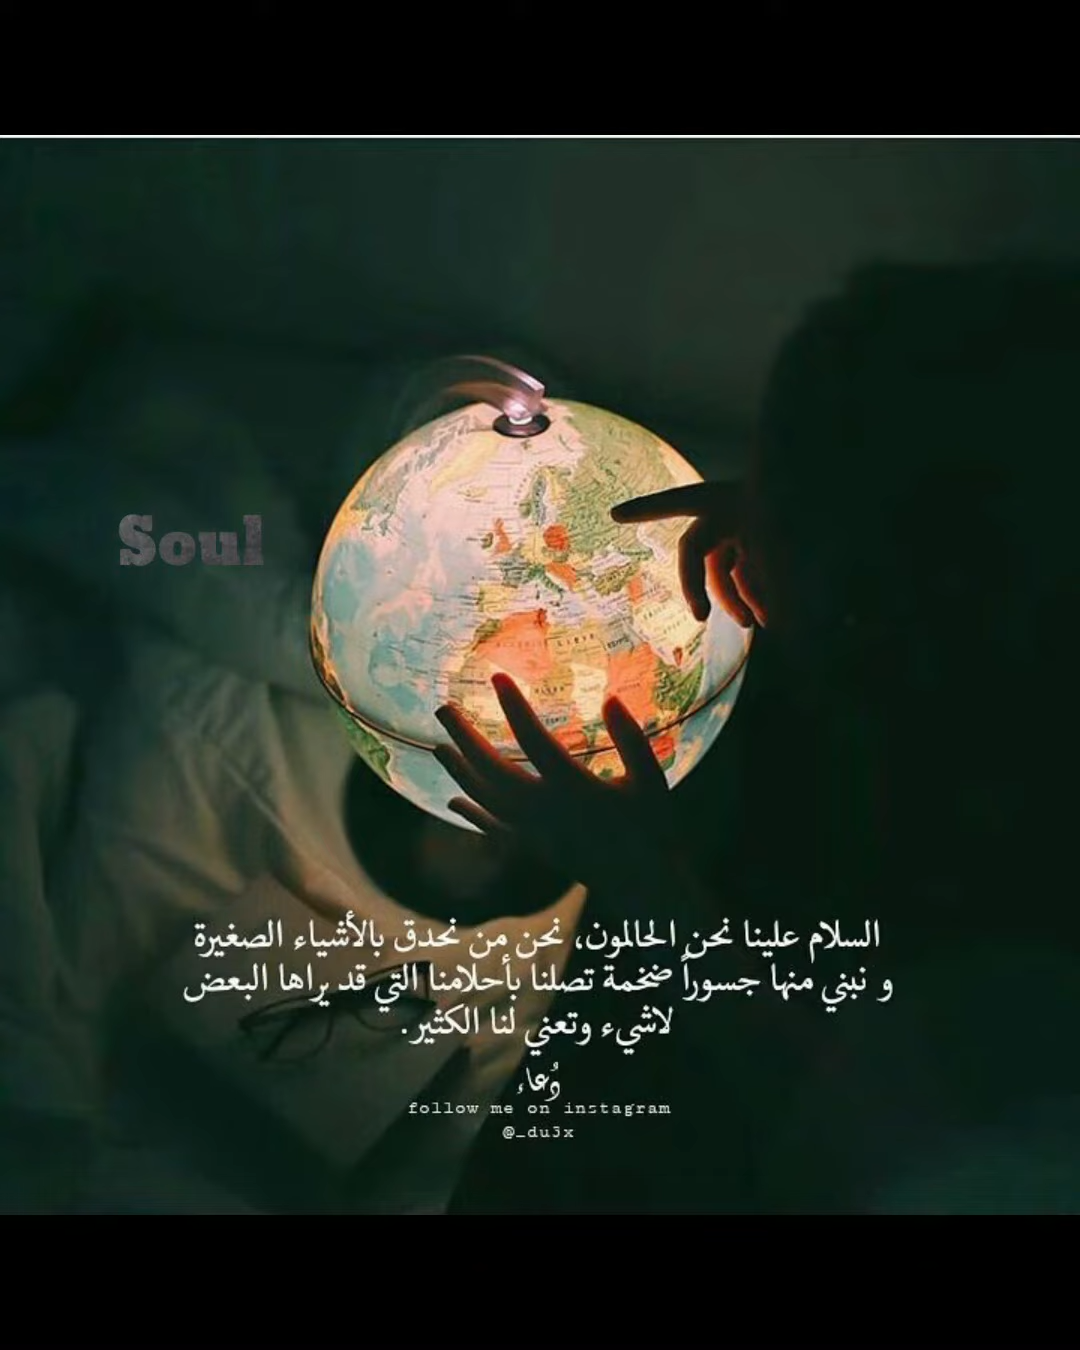 Soul
السلام علينا نحن الحالمون، نحن من نحدق بالأشياء الصغيرة
و نبني منها جسوراً ضخمة تصلنا بأحلامنا التي قد يراها البعض
لاشيء وتعني لنا الكثير.
دُعاء
follow me on instagram
@_du3x